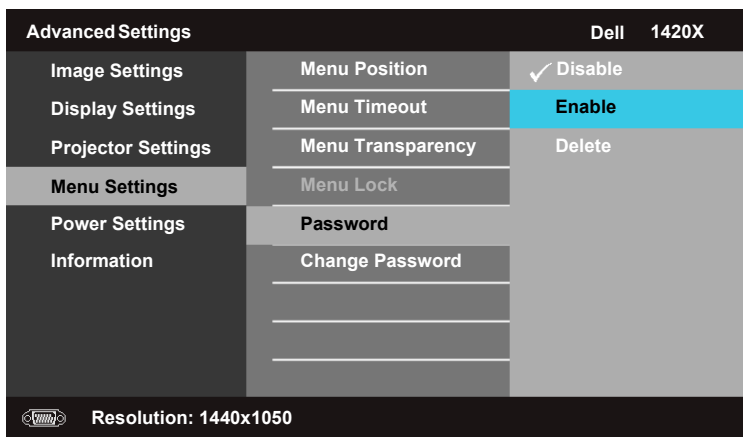 Advanced Settings Dell 1420X
Image Settings
Display Settings
Projector Settings
Menu Settings
Power Settings
Information
Menu Position
Menu Timeout
Menu Transparency
Menu Lock
Password
Change Password
Disable
Enable
Delete
Resolution: 1440x1050